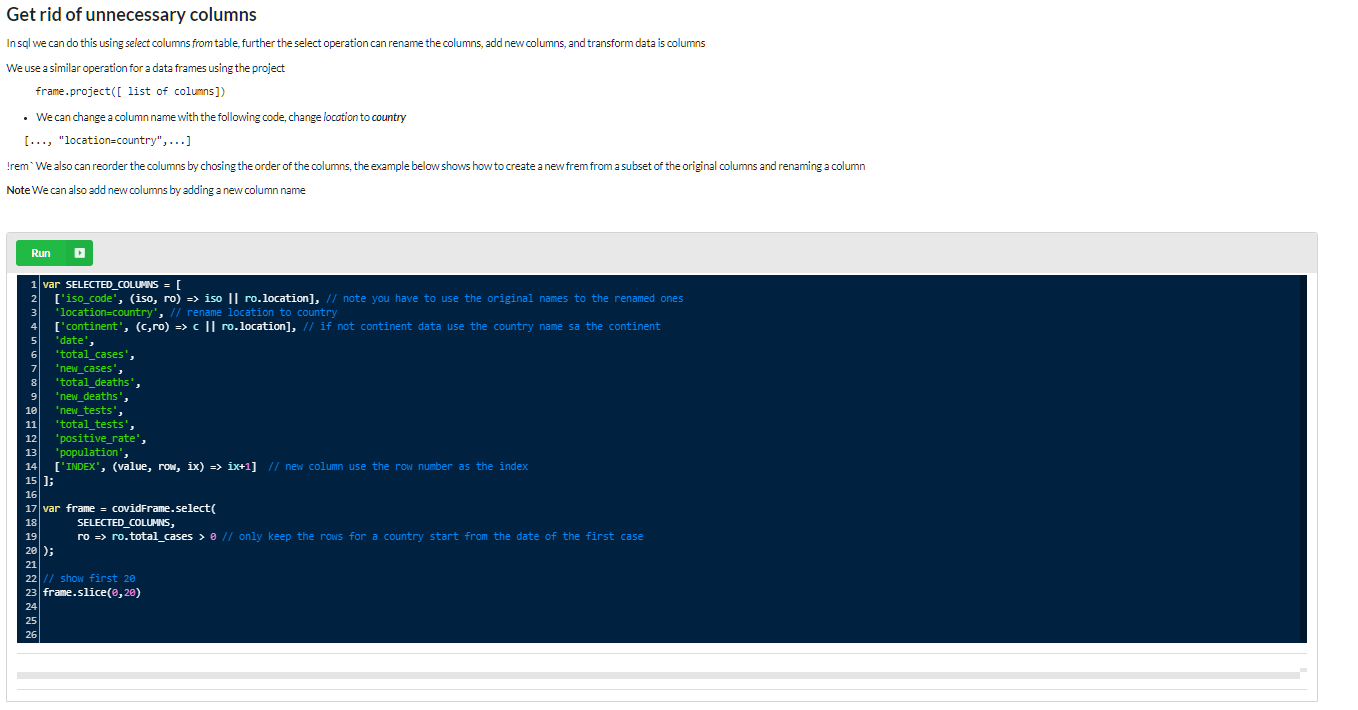 Get rid of unnecessary columns
In sql we can do this using select columns from table, further the select operation can rename the columns, add new columns, and transform data is columns
We use a similar operation for a data frames using the project
frame.project([ list of columns])
• We can change a column name with the following code, change location to country
[..., "location=country",...]
!rem` We also can reorder the columns by chosing the order of the columns, the example below shows how to create a new frem from a subset of the original columns and renaming a column
Note We can also add new columns by adding a new column name
Run
1 var SELECTED_COLUMNS = [
2 ['iso_code', (iso, ro) => iso || ro.location], // note you have to use the original names to the renamed ones
3 'location=country', // rename location to country
4 ['continent', (c,ro) => c || ro.location], // if not continent data use the country name sa the continent
5 'date',
6 'total_cases',
7 'new_cases',
8 'total_deaths',
9 'new_deaths',
10 'new_tests',
11 'total_tests',
12 'positive_rate',
13 'population',
14 ['INDEX', (value, row, ix) => ix+1] // new column use the row number as the index
15 ];
16
17 var frame = covidFrame.select(
18 SELECTED_COLUMNS,
19 ro => ro.total_cases > 0 // only keep the rows for a country start from the date of the first case
20 );
21
22 // show first 20
23 frame.slice(0,20)
24
25
26